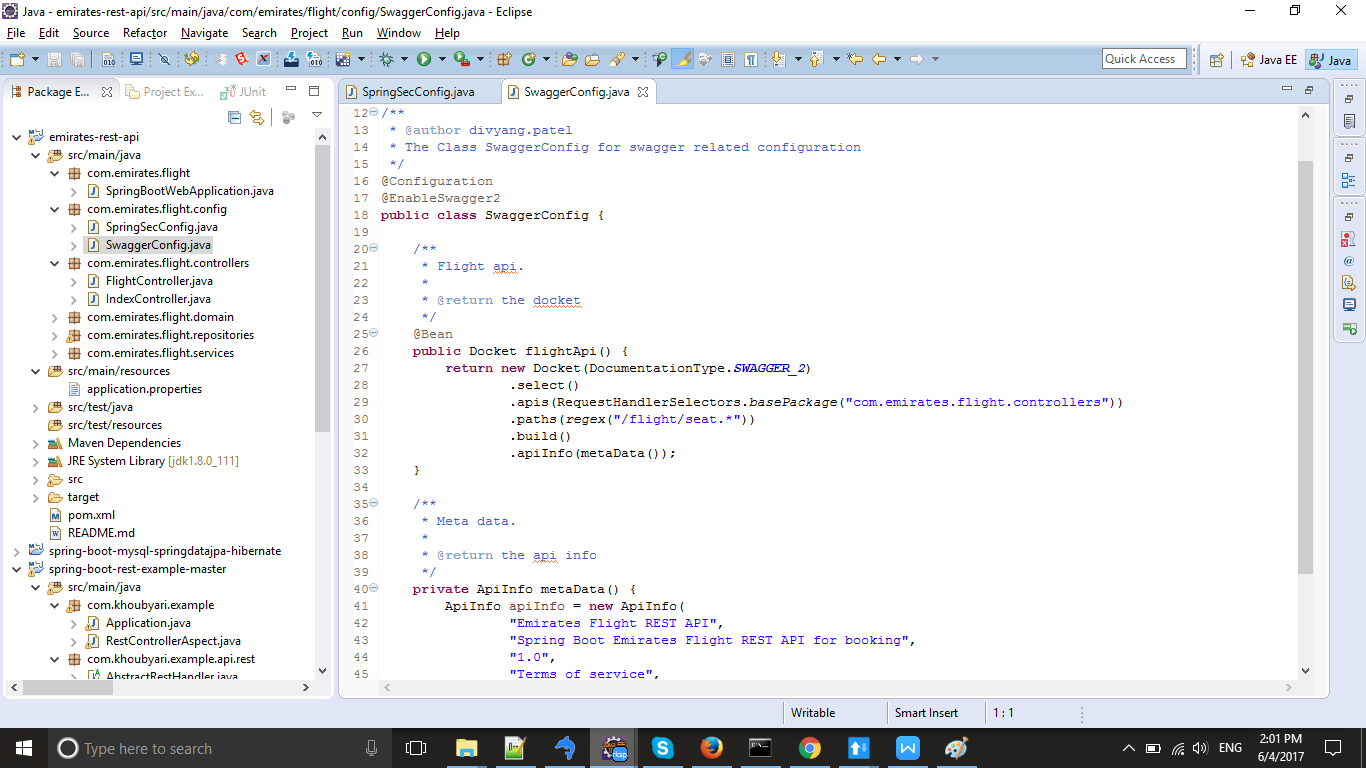 Java - emirates-rest-api/src/main/java/com/emirates/flight/config/SwaggerConfig.java - Eclipse
File Edit Source Refactor Navigate Search Project Run Window Help
Quick Access
Java EE
Java
Package E...
Project Ex...
JUnit
emirates-rest-api
src/main/java
com.emirates.flight
SpringBootWebApplication.java
com.emirates.flight.config
SpringSecConfig.java
SwaggerConfig.java
com.emirates.flight.controllers
FlightController.java
IndexController.java
com.emirates.flight.domain
com.emirates.flight.repositories
com.emirates.flight.services
src/main/resources
application.properties
src/test/java
src/test/resources
Maven Dependencies
JRE System Library [jdk1.8.0_111]
src
target
pom.xml
README.md
spring-boot-mysql-springdatajpa-hibernate
spring-boot-rest-example-master
src/main/java
com.khoubyari.example
Application.java
RestControllerAspect.java
com.khoubyari.example.api.rest
AbstractRestHandler.java
SpringSecConfig.java
SwaggerConfig.java
12 /**
13 * @author divyang.patel
14 * The Class SwaggerConfig for swagger related configuration
15 */
16 @Configuration
17 @EnableSwagger2
18 public class SwaggerConfig {
19
20 /**
21 * Flight api.
22 *
23 * @return the docket
24 */
25 @Bean
26 public Docket flightApi() {
27 return new Docket(DocumentationType.SWAGGER_2)
28 .select()
29 .apis(RequestHandlerSelectors.basePackage("com.emirates.flight.controllers"))
30 .paths(regex("/flight/seat.*"))
31 .build()
32 .apiInfo(metaData());
33 }
34
35 /**
36 * Meta data.
37 *
38 * @return the api info
39 */
40 private ApiInfo metaData() {
41 ApiInfo apiInfo = new ApiInfo(
42 "Emirates Flight REST API",
43 "Spring Boot Emirates Flight REST API for booking",
44 "1.0",
45 "Terms of service",
Writable
Smart Insert
1 : 1
Type here to search
ENG
2:01 PM
6/4/2017